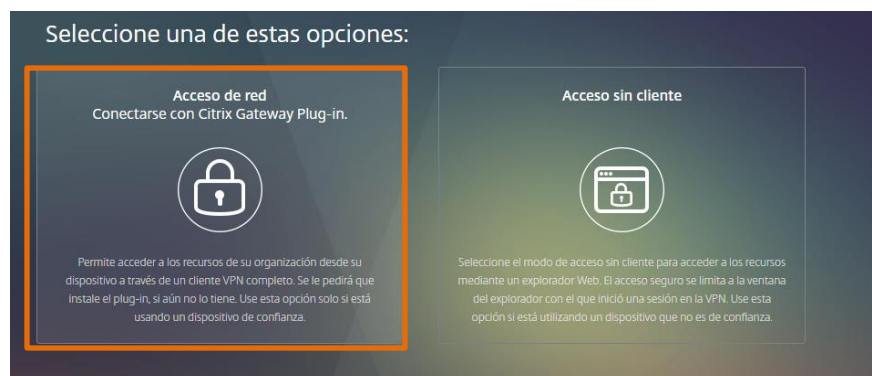 Seleccione una de estas opciones:
Acceso de red
Conectarse con Citrix Gateway Plug-in.
Permite acceder a los recursos de su organización desde su
dispositivo a través de un cliente VPN completo. Se le pedirá que
instale el plug-in, si aún no lo tiene. Use esta opción solo si está
usando un dispositivo de confianza.
Acceso sin cliente
Seleccione el modo de acceso sin cliente para acceder a los recursos
mediante un explorador Web. El acceso seguro se limita a la ventana
del explorador con el que inició una sesión en la VPN. Use esta
opción si está utilizando un dispositivo que no es de confianza.